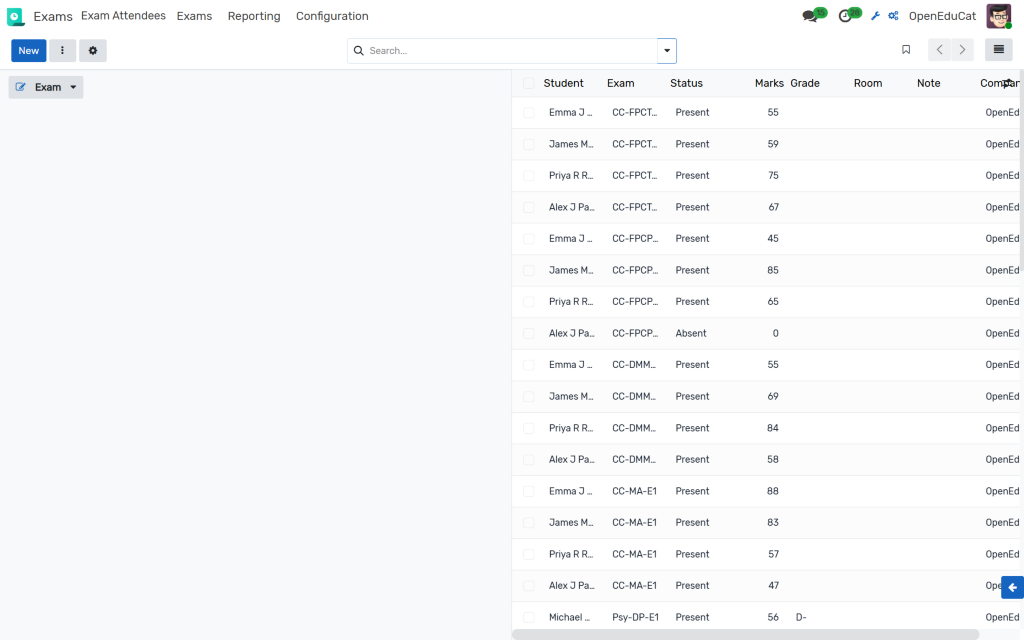 Exams Exam Attendees Exams Reporting Configuration 15 28 OpenEduCat
New Search...
Exam
Student Exam Status Marks Grade Room Note
Emma J ... CC-FPCT... Present 55 OpenEd
James M... CC-FPCT... Present 59 OpenEd
Priya R R... CC-FPCT... Present 75 OpenEd
Alex J Pa... CC-FPCT... Present 67 OpenEd
Emma J ... CC-FPCP... Present 45 OpenEd
James M... CC-FPCP... Present 85 OpenEd
Priya R R... CC-FPCP... Present 65 OpenEd
Alex J Pa... CC-FPCP... Absent 0 OpenEd
Emma J ... CC-DMM... Present 55 OpenEd
James M... CC-DMM... Present 69 OpenEd
Priya R R... CC-DMM... Present 84 OpenEd
Alex J Pa... CC-DMM... Present 58 OpenEd
Emma J ... CC-MA-E1 Present 88 OpenEd
James M... CC-MA-E1 Present 83 OpenEd
Priya R R... CC-MA-E1 Present 57 OpenEd
Alex J Pa... CC-MA-E1 Present 47 Ope
Michael ... Psy-DP-E1 Present 56 D- OpenEd